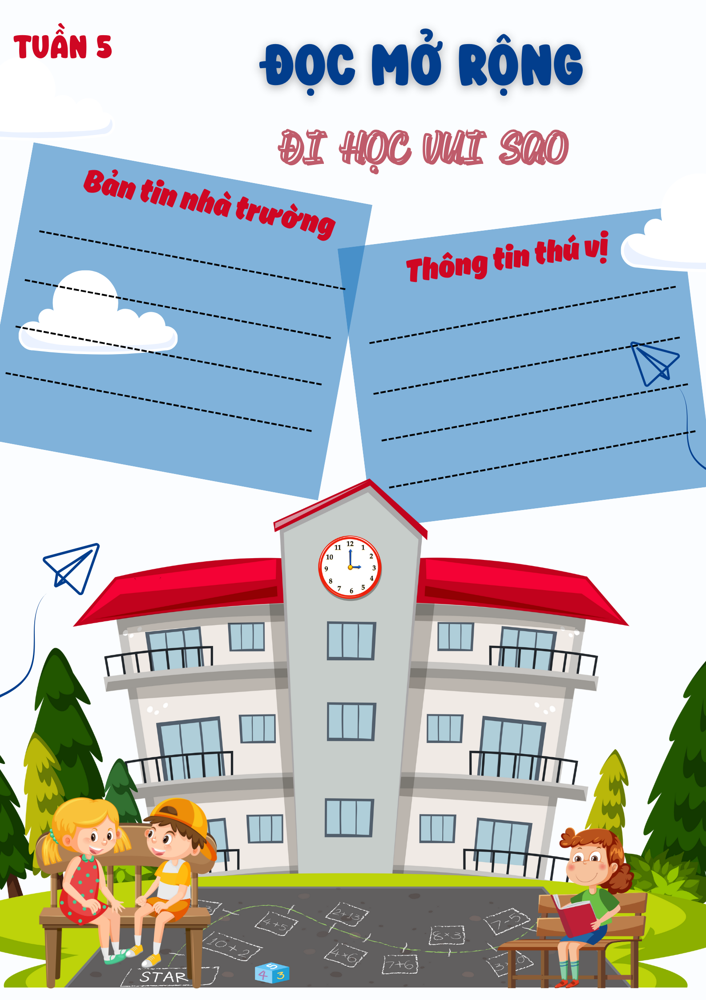 TUẦN 5
ĐỌC MỞ RỘNG
ĐI HỌC VUI SAO
Bản tin nhà trường
Thông tin thú vị
12
11 1
10 2
9 3
8 4
7 5
6
4+5
2+13
7-5
8×3
10+2
4×6
7+6
STAR
5
4 3